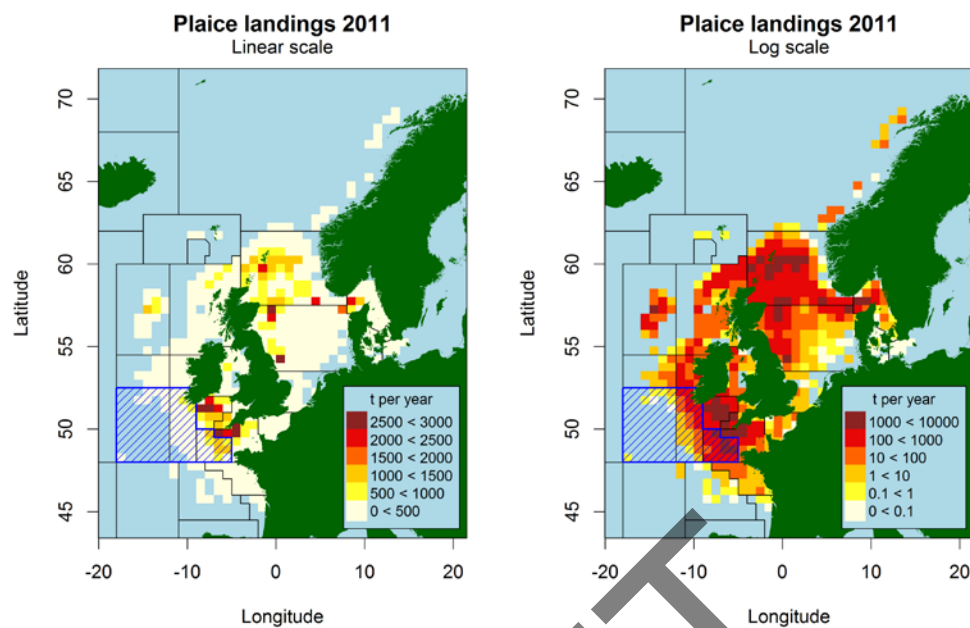 Plaice landings 2011
Linear scale
70
65
60
55
50
45
Latitude
-20 -10 0 10 20
Longitude
t per year
2500 < 3000
2000 < 2500
1500 < 2000
1000 < 1500
500 < 1000
0 < 500
Plaice landings 2011
Log scale
70
65
60
55
50
45
Latitude
-20 -10 0 10 20
Longitude
t per year
1000 < 10000
100 < 1000
10 < 100
1 < 10
0.1 < 1
0 < 0.1